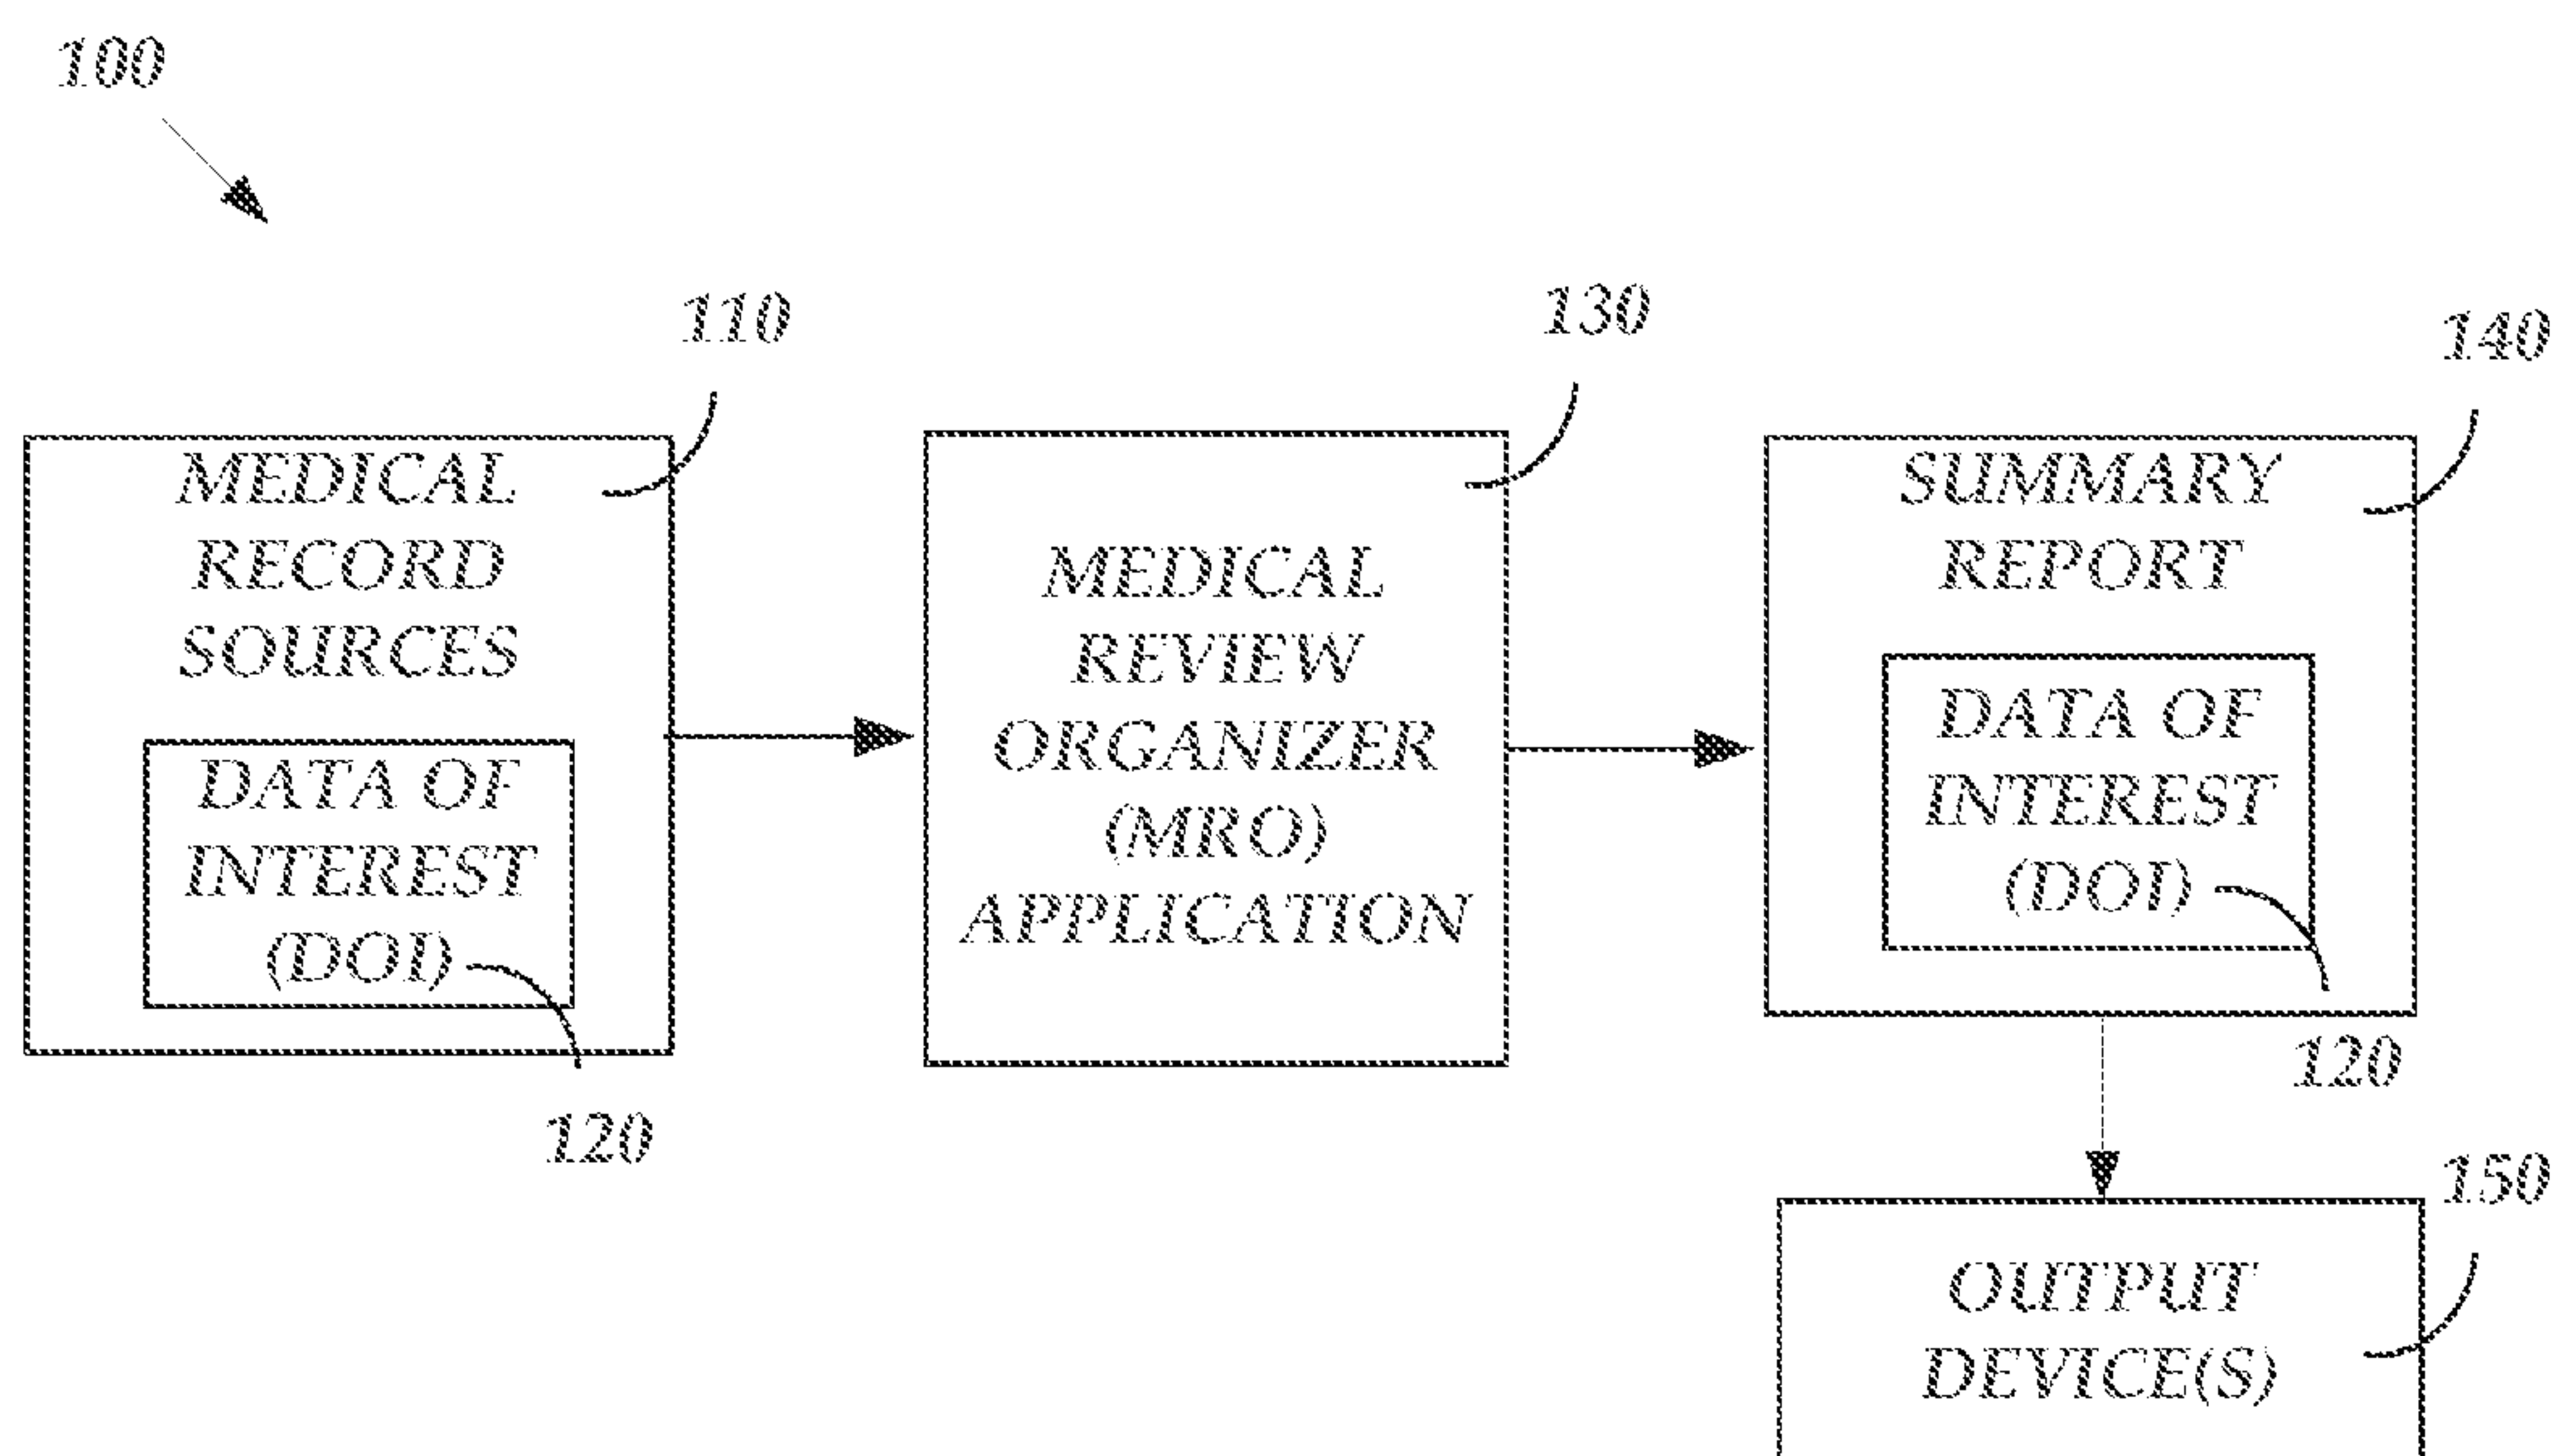 100
110
130
140
MEDICAL
RECORD
SOURCES
DATA OF
INTEREST
(DOI)
120
MEDICAL
REVIEW
ORGANIZER
(MRO)
APPLICATION
SUMMARY
REPORT
DATA OF
INTEREST
(DOI)
120
150
OUTPUT
DEVICE(S)